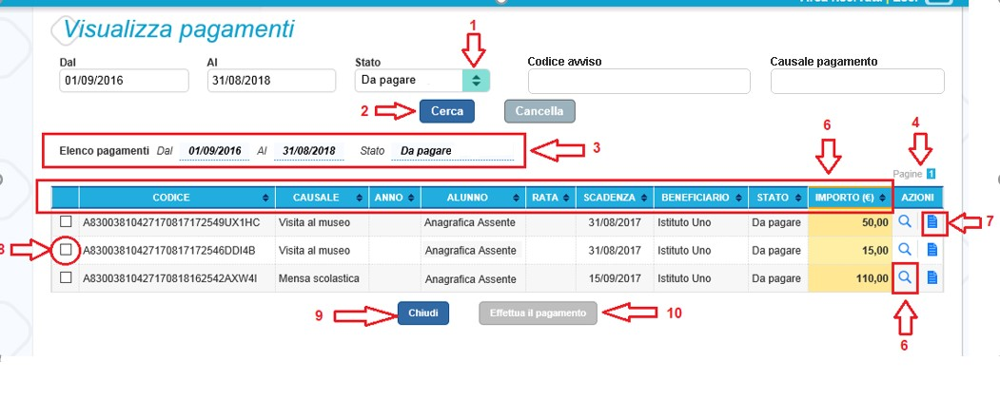 Visualizza pagamenti
1
Dal Al Stato Codice avviso Causale pagamento
01/09/2016 31/08/2018 Da pagare
2 Cerca Cancella
6 4
Elenco pagamenti Dal 01/09/2016 Al 31/08/2018 Stato Da pagare 3
Pagine 1
CODICE CAUSALE ANNO ALUNNO RATA SCADENZA BENEFICIARIO STATO IMPORTO (€) AZIONI
A83003810427170817172549UX1HC Visita al museo Anagrafica Assente 31/08/2017 Istituto Uno Da pagare 50,00 7
A83003810427170817172546DDI4B Visita al museo Anagrafica Assente 31/08/2017 Istituto Uno Da pagare 15,00
A83003810427170818162542AXW4I Mensa scolastica Anagrafica Assente 15/09/2017 Istituto Uno Da pagare 110,00
9 Chiudi Effettua il pagamento 10
6